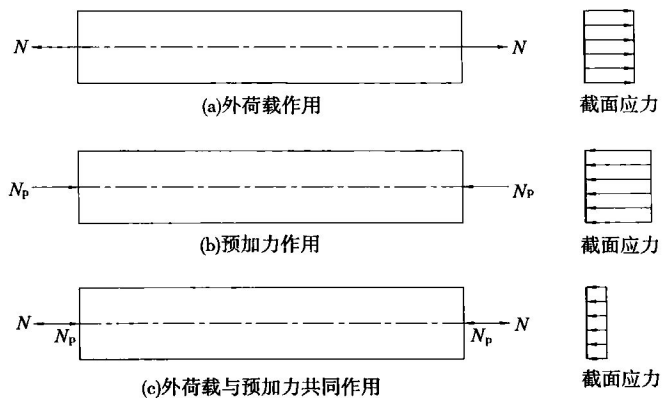 N N
(a)外荷载作用
截面应力
Np Np
(b)预加力作用
截面应力
N Np Np N
(c)外荷载与预加力共同作用
截面应力